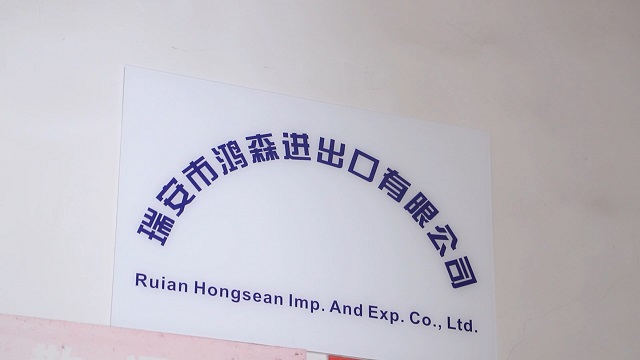 瑞安市鸿森进出口有限公司
Ruian Hongsean Imp. And Exp. Co., Ltd.